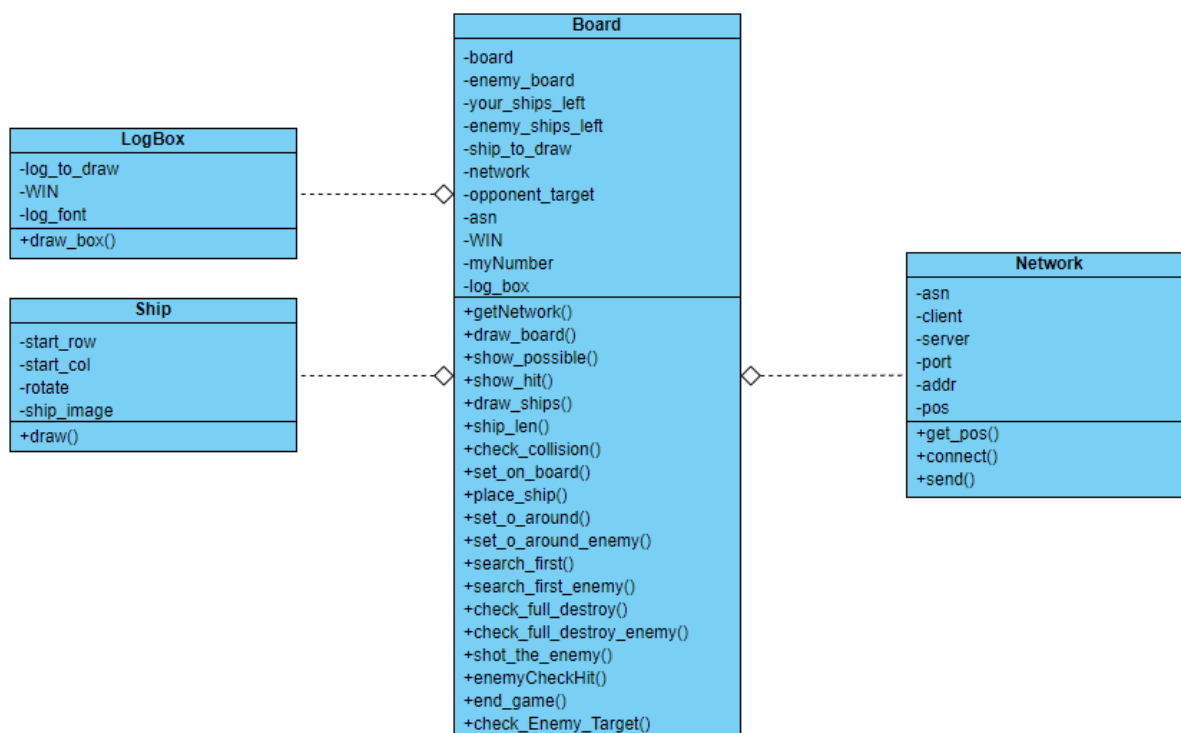 Board
-board
-enemy_board
-your_ships_left
-enemy_ships_left
-ship_to_draw
-network
-opponent_target
-asn
-WIN
-myNumber
-log_box
+getNetwork()
+draw_board()
+show_possible()
+show_hit()
+draw_ships()
+ship_len()
+check_collision()
+set_on_board()
+place_ship()
+set_o_around()
+set_o_around_enemy()
+search_first()
+search_first_enemy()
+check_full_destroy()
+check_full_destroy_enemy()
+shot_the_enemy()
+enemyCheckHit()
+end_game()
+check_Enemy_Target()
LogBox
-log_to_draw
-WIN
-log_font
+draw_box()
Ship
-start_row
-start_col
-rotate
-ship_image
+draw()
Network
-asn
-client
-server
-port
-addr
-pos
+get_pos()
+connect()
+send()